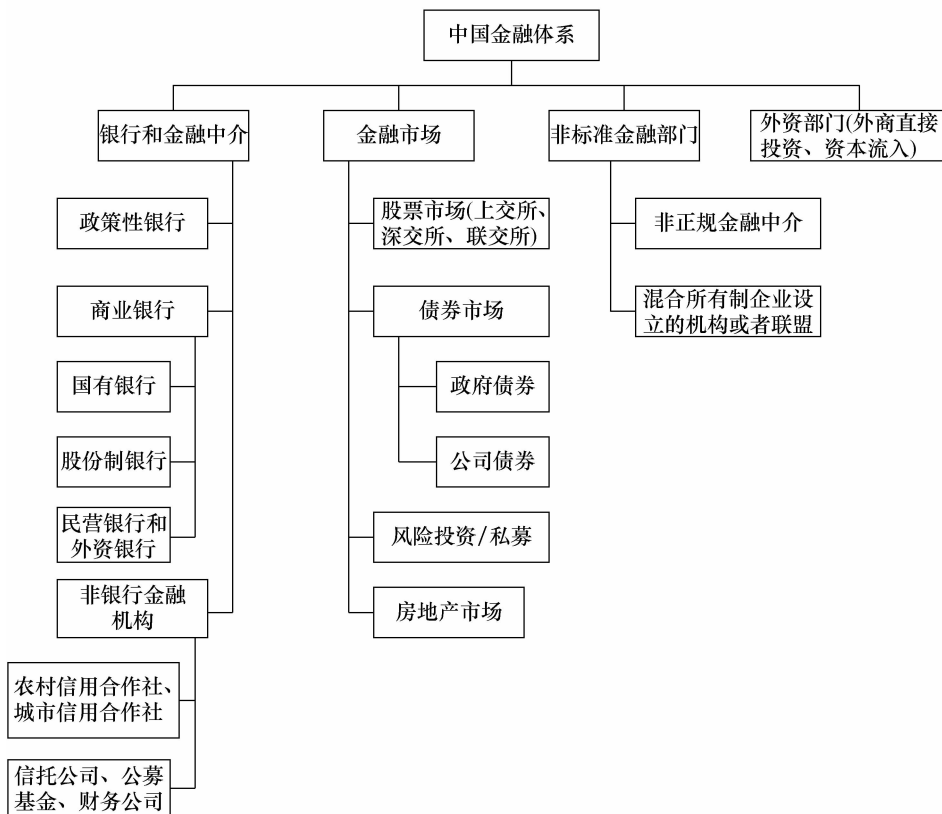 中国金融体系
银行和金融中介
金融市场
非标准金融部门
外资部门(外商直接
投资、资本流入)
政策性银行
股票市场(上交所、
深交所、联交所)
非正规金融中介
商业银行
债券市场
混合所有制企业设
立的机构或者联盟
国有银行
政府债券
股份制银行
公司债券
民营银行和
外资银行
风险投资/私募
非银行金融
机构
房地产市场
农村信用合作社、
城市信用合作社
信托公司、公募
基金、财务公司